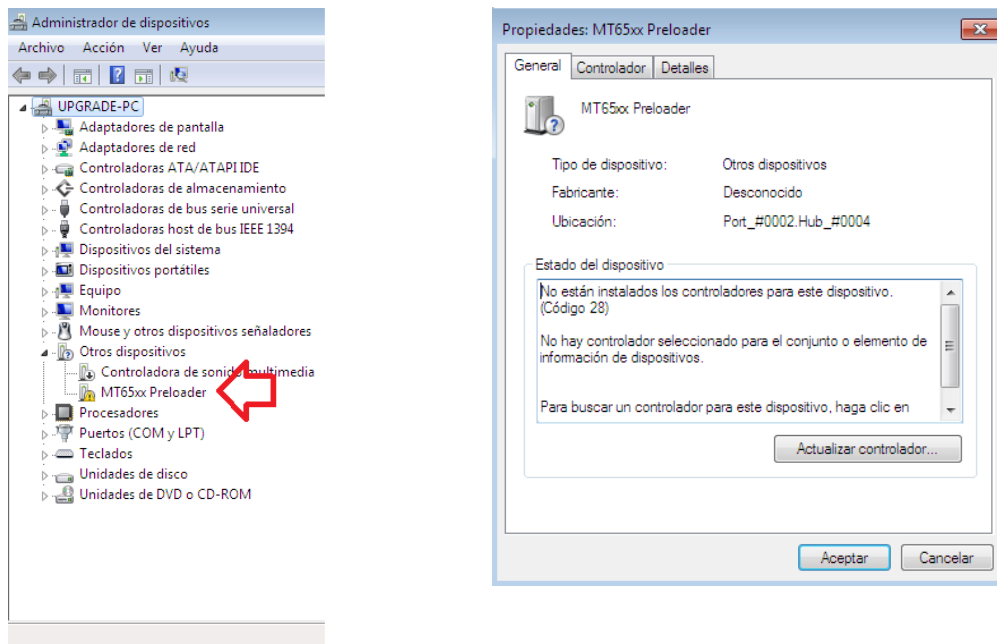 Administrador de dispositivos
Archivo Acción Ver Ayuda
UPGRADE-PC
Adaptadores de pantalla
Adaptadores de red
Controladoras ATA/ATAPI IDE
Controladoras de almacenamiento
Controladoras de bus serie universal
Controladoras host de bus IEEE 1394
Dispositivos del sistema
Dispositivos portátiles
Equipo
Monitores
Mouse y otros dispositivos señaladores
Otros dispositivos
Controladora de sonido multimedia
MT65xx Preloader
Procesadores
Puertos (COM y LPT)
Teclados
Unidades de disco
Unidades de DVD o CD-ROM
Propiedades: MT65xx Preloader
General Controlador Detalles
MT65xx Preloader
Tipo de dispositivo: Otros dispositivos
Fabricante: Desconocido
Ubicación: Port_#0002.Hub_#0004
Estado del dispositivo
No están instalados los controladores para este dispositivo.
(Código 28)
No hay controlador seleccionado para el conjunto o elemento de
información de dispositivos.
Para buscar un controlador para este dispositivo, haga clic en
Actualizar controlador...
Aceptar Cancelar